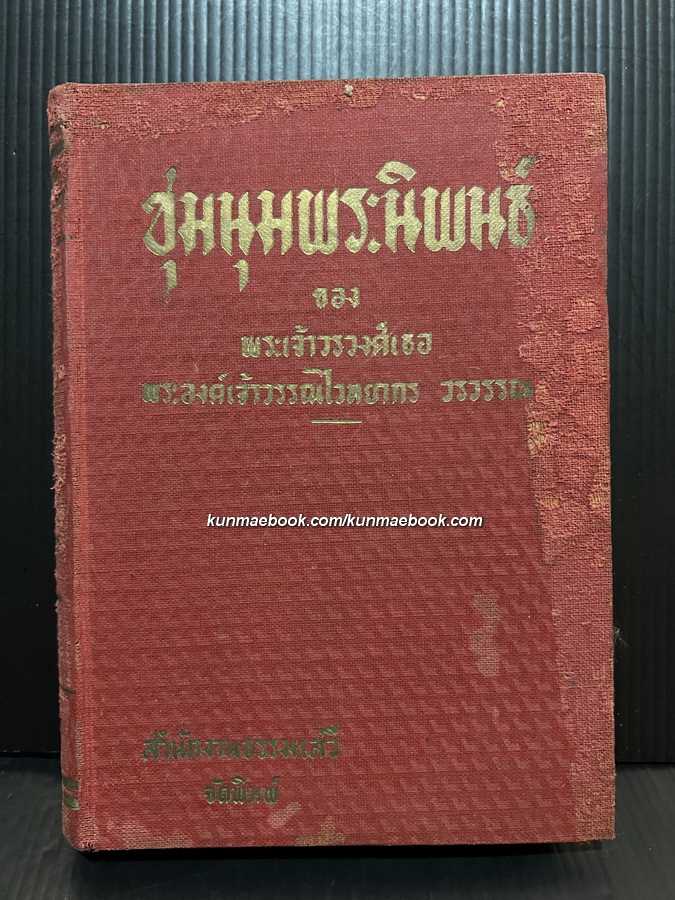 ชุมนุมพระนิพนธ์
ของ
พระเจ้าวรวงศ์เธอ
พระองค์เจ้าวรรณไวทยากร วรวรรณ
kunmaebook.com/kunmaebook.com
สำนักงานธรรมเสวี
จัดพิมพ์